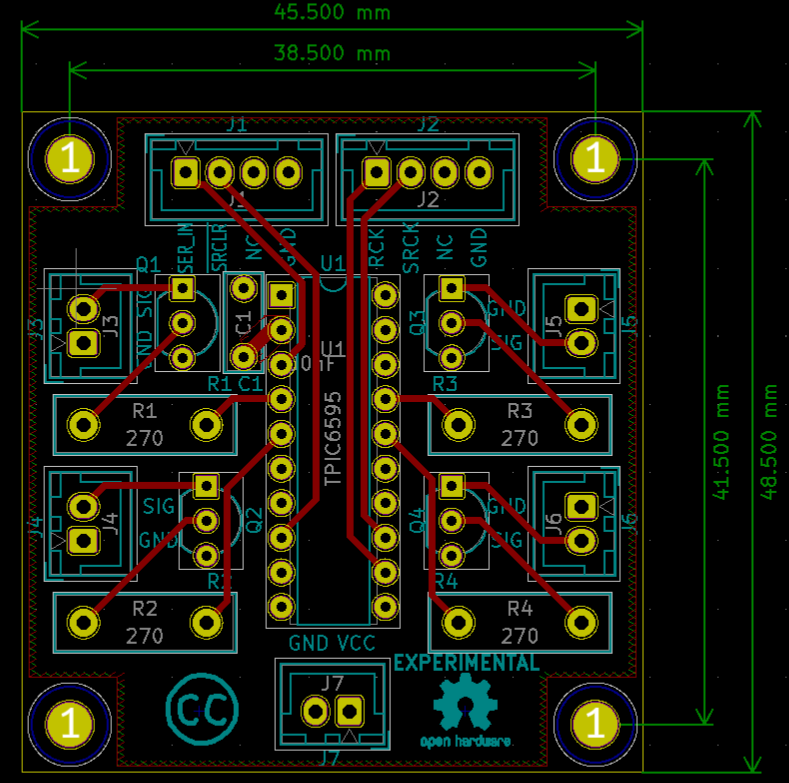 45.500 mm
38.500 mm
J1 J2
1 1
J1 J2
SER_IN SRCLR NC GND RCK SRCK NC GND
Q1 U1
SIG GND
J3 J3 C1 Q3 GND J5 J5
U1 SIG
R1 C1 R3
R1 R3
270 270
TPIC6595
SIG GND
J4 J4 GND Q2 Q4 SIG J6 J6
R4
R2 R4
270 270
GND VCC
EXPERIMENTAL
J7
1 CC 1
open hardware
J7
41.500 mm
48.500 mm